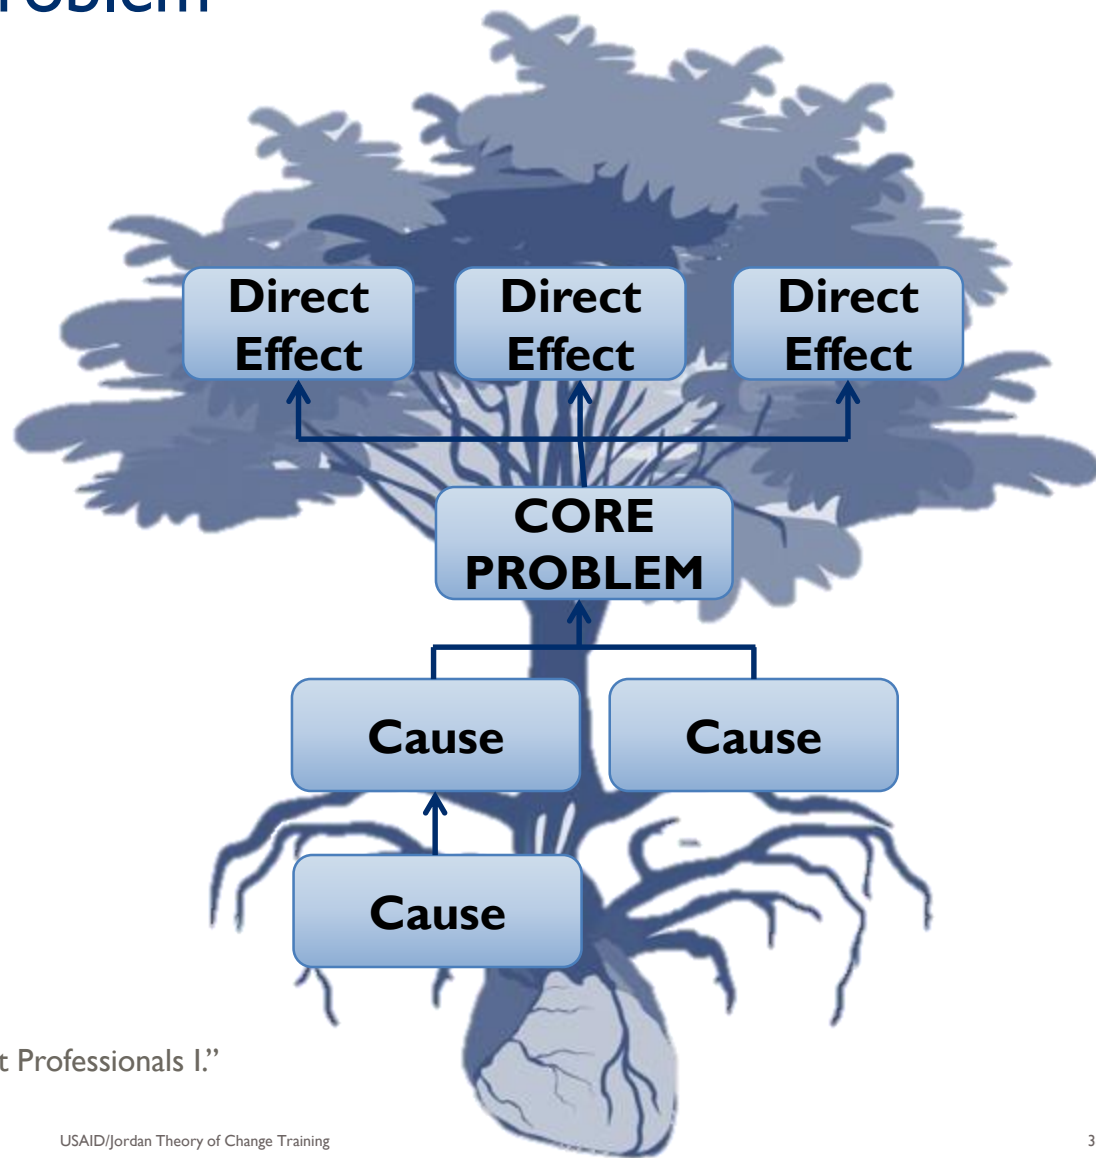 Direct
Effect
Direct
Effect
Direct
Effect
CORE
PROBLEM
Cause
Cause
Cause
t Professionals I.”
USAID/Jordan Theory of Change Training
3